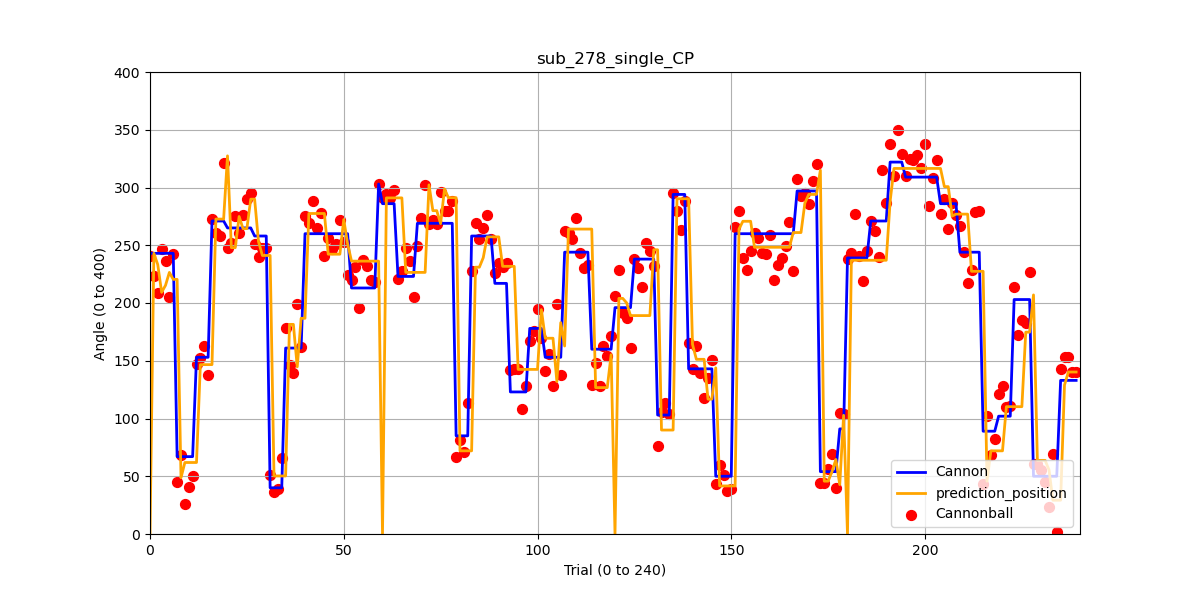 sub_278_single_CP
400
350
300
250
200
150
100
50
0
Angle (0 to 400)
0 50 100 150 200
Trial (0 to 240)
Cannon
prediction_position
Cannonball